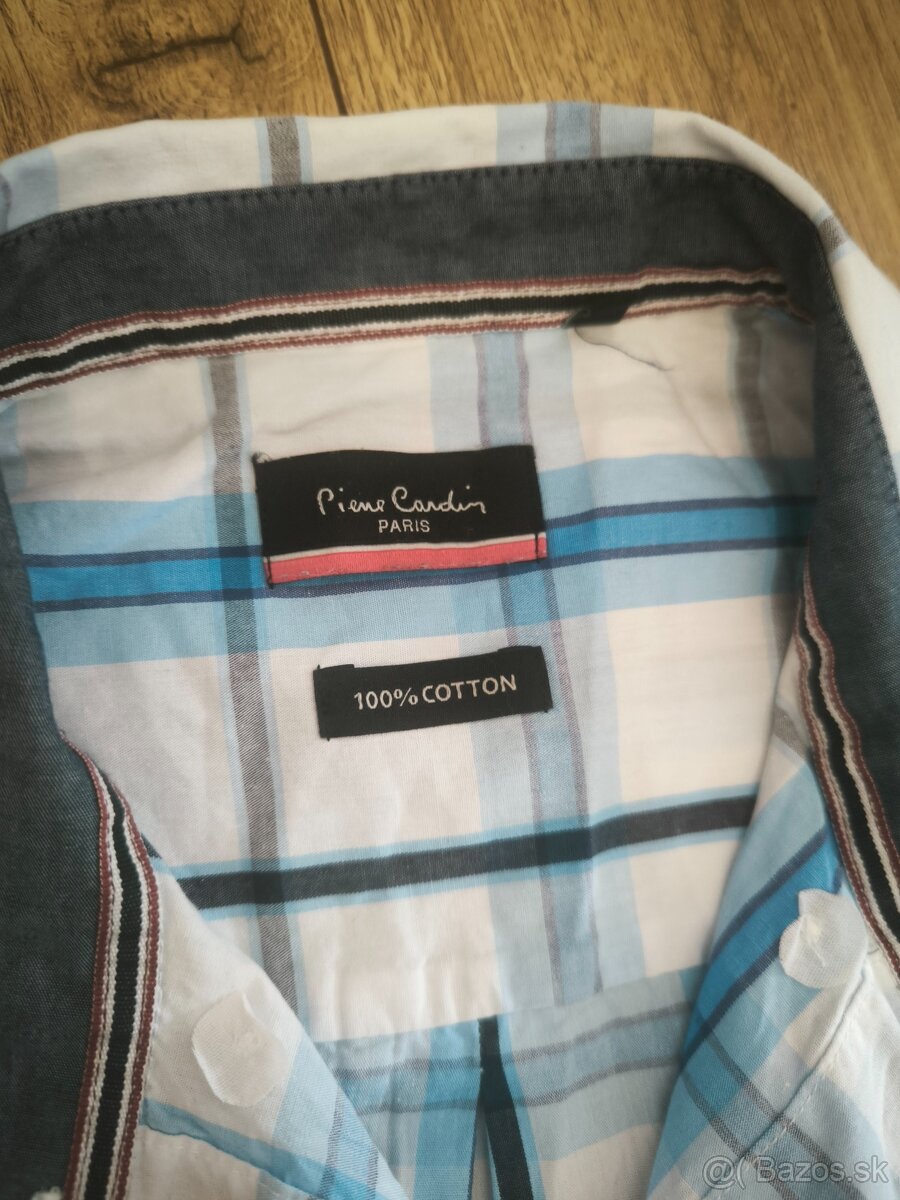 Pierre Cardin
PARIS
100% COTTON
@( Bazos.sk